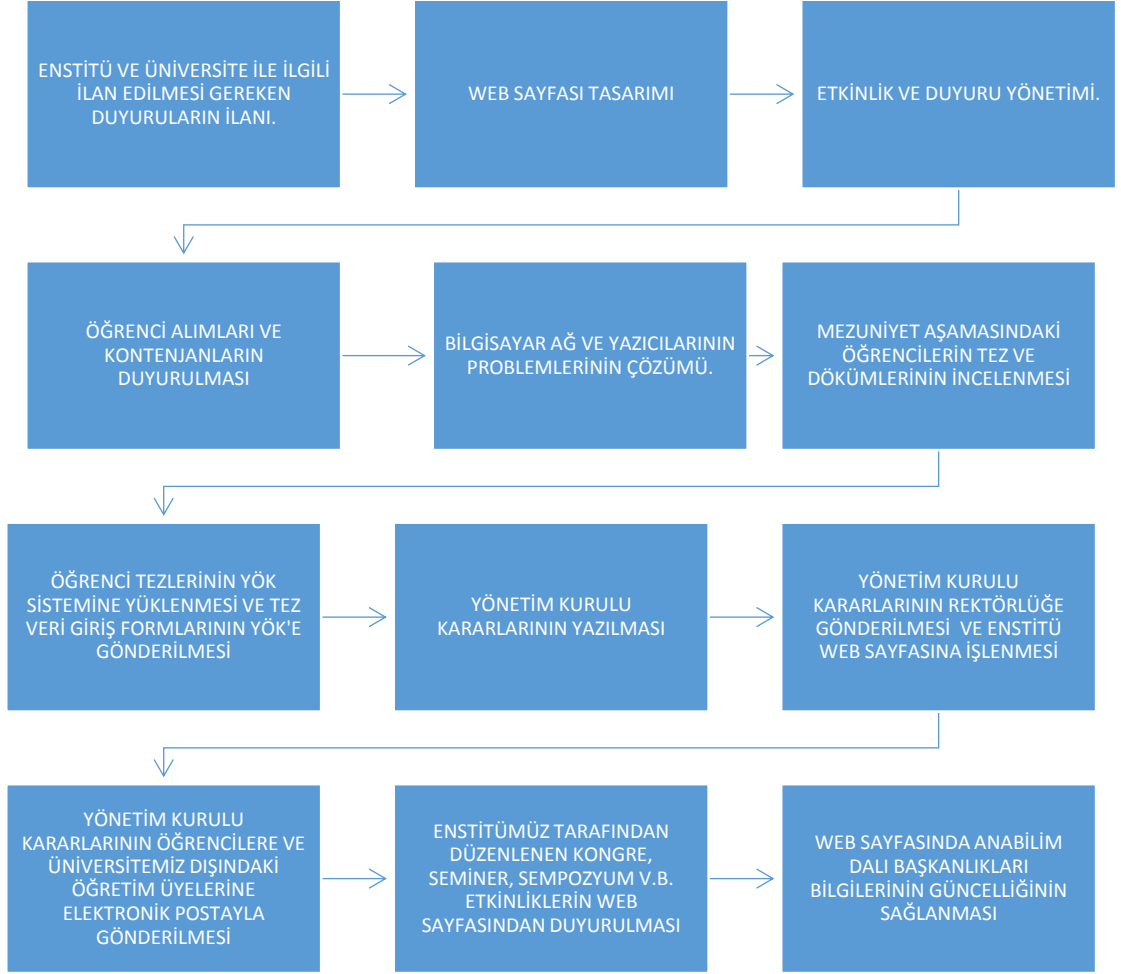 ENSTİTÜ VE ÜNİVERSİTE İLE İLGİLİ
İLAN EDİLMESİ GEREKEN
DUYURULARIN İLANI.
WEB SAYFASI TASARIMI
ETKİNLİK VE DUYURU YÖNETİMİ.
ÖĞRENCİ ALIMLARI VE
KONTENJANLARIN
DUYURULMASI
BİLGİSAYAR AĞ VE YAZICILARININ
PROBLEMLERİNİN ÇÖZÜMÜ.
MEZUNİYET AŞAMASINDAKİ
ÖĞRENCİLERİN TEZ VE
DÖKÜMLERİNİN İNCELENMESİ
ÖĞRENCİ TEZLERİNİN YÖK
SİSTEMİNE YÜKLENMESİ VE TEZ
VERİ GİRİŞ FORMLARININ YÖK'E
GÖNDERİLMESİ
YÖNETİM KURULU
KARARLARININ YAZILMASI
YÖNETİM KURULU
KARARLARININ REKTÖRLÜĞE
GÖNDERİLMESİ VE ENSTİTÜ
WEB SAYFASINA İŞLENMESİ
YÖNETİM KURULU
KARARLARININ ÖĞRENCİLERE VE
ÜNİVERSİTEMİZ DIŞINDAKİ
ÖĞRETİM ÜYELERİNE
ELEKTRONİK POSTAYLA
GÖNDERİLMESİ
ENSTİTÜMÜZ TARAFINDAN
DÜZENLENEN KONGRE,
SEMİNER, SEMPOZYUM V.B.
ETKİNLİKLERİN WEB
SAYFASINDAN DUYURULMASI
WEB SAYFASINDA ANABİLİM
DALI BAŞKANLIKLARI
BİLGİLERİNİN GÜNCELLİĞİNİN
SAĞLANMASI